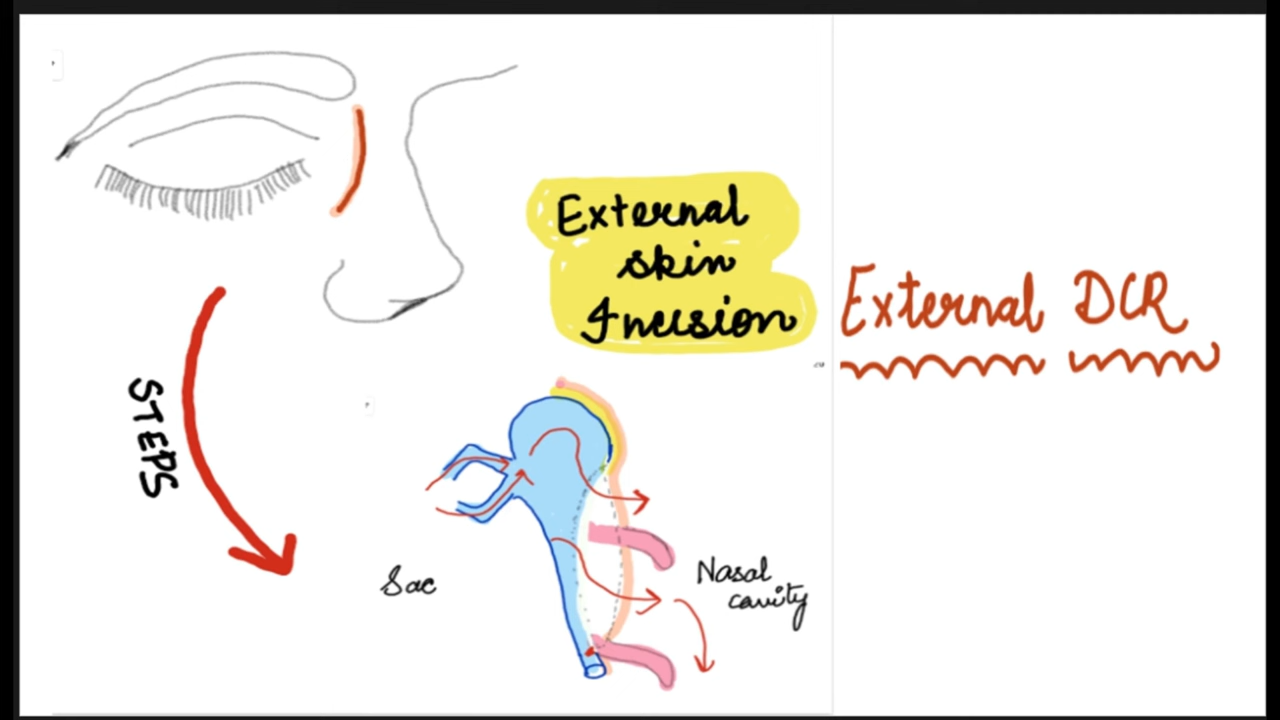 External
skin
Incision
External DCR
STEPS
Sac
Nasal
cavity